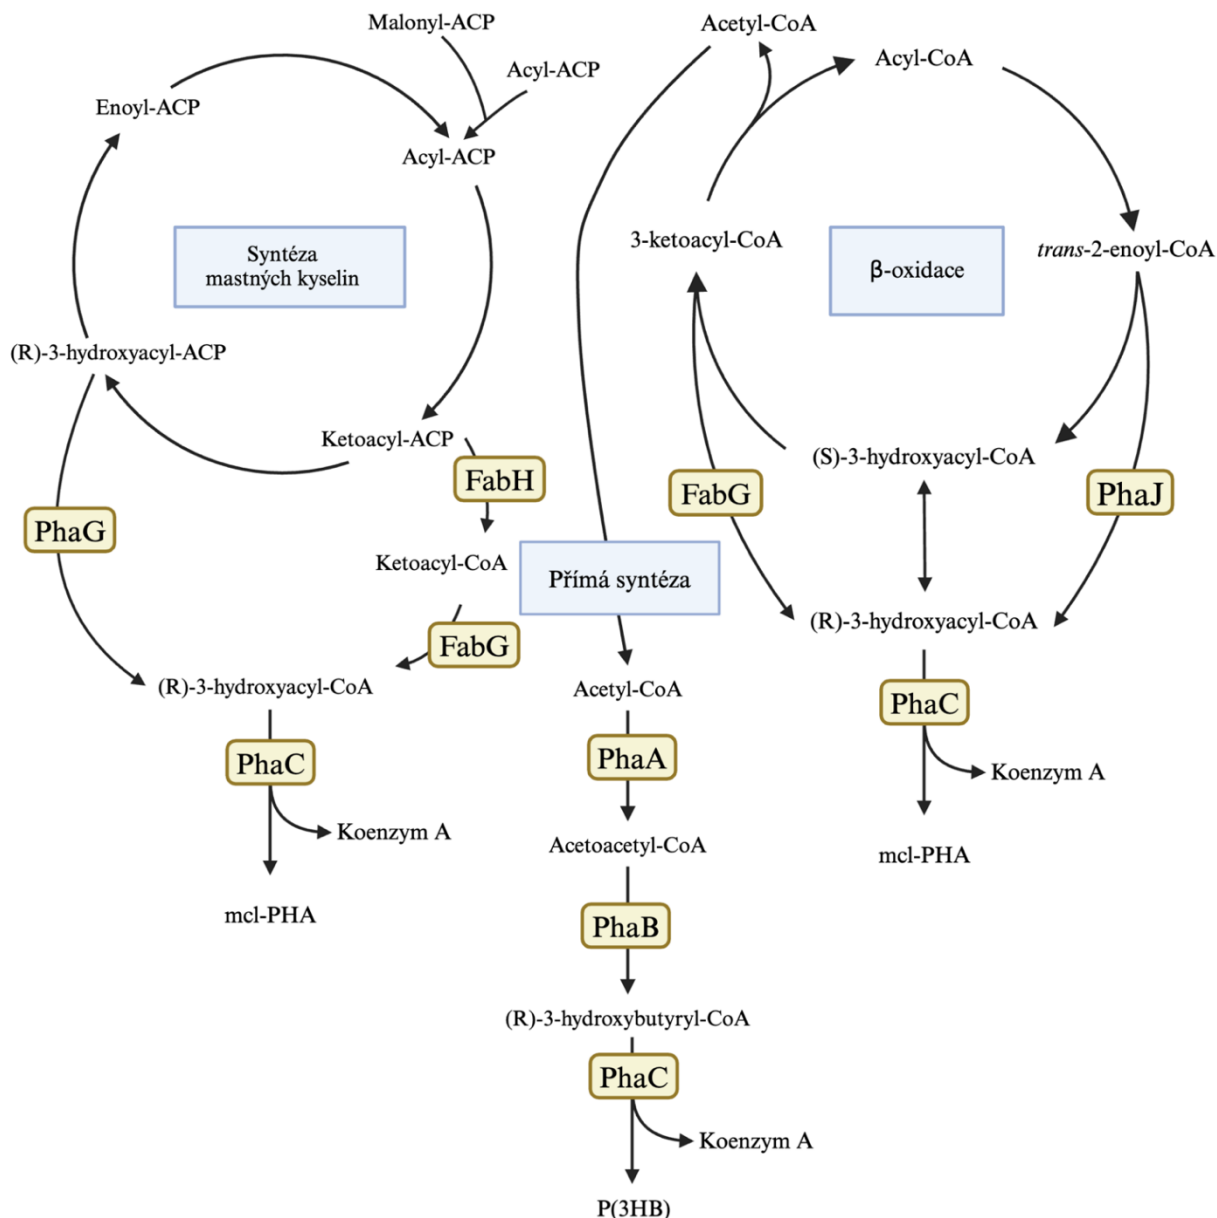 Malonyl-ACP
Acyl-ACP
Enoyl-ACP
Acyl-ACP
Syntéza
mastných kyselin
(R)-3-hydroxyacyl-ACP
Ketoacyl-ACP
FabH
PhaG
Ketoacyl-CoA
FabG
(R)-3-hydroxyacyl-CoA
PhaC
Koenzym A
mcl-PHA
Acetyl-CoA
Přímá syntéza
Acetyl-CoA
PhaA
Acetoacetyl-CoA
PhaB
(R)-3-hydroxybutyryl-CoA
PhaC
Koenzym A
P(3HB)
Acyl-CoA
3-ketoacyl-CoA
β-oxidace
trans-2-enoyl-CoA
(S)-3-hydroxyacyl-CoA
FabG
PhaJ
(R)-3-hydroxyacyl-CoA
PhaC
Koenzym A
mcl-PHA